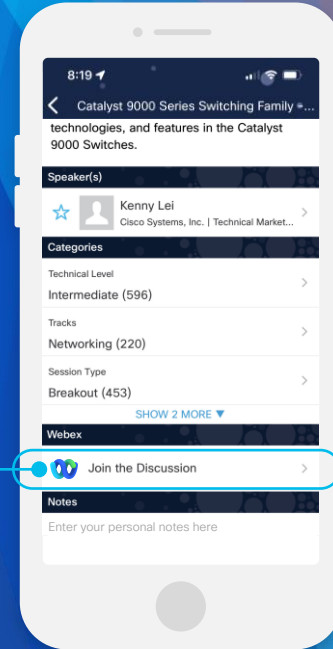 8:19
Catalyst 9000 Series Switching Family -...
technologies, and features in the Catalyst
9000 Switches.
Speaker(s)
Kenny Lei
Cisco Systems, Inc. | Technical Market...
Categories
Technical Level
Intermediate (596)
Tracks
Networking (220)
Session Type
Breakout (453)
SHOW 2 MORE ▼
Webex
Join the Discussion
Notes
Enter your personal notes here